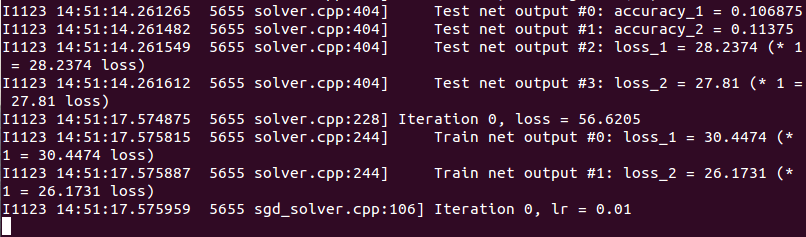 I1123 14:51:14.261265  5655 solver.cpp:404]     Test net output #0: accuracy_1 = 0.106875
I1123 14:51:14.261482  5655 solver.cpp:404]     Test net output #1: accuracy_2 = 0.11375
I1123 14:51:14.261549  5655 solver.cpp:404]     Test net output #2: loss_1 = 28.2374 (* 1
 = 28.2374 loss)
I1123 14:51:14.261612  5655 solver.cpp:404]     Test net output #3: loss_2 = 27.81 (* 1 =
 27.81 loss)
I1123 14:51:17.574875  5655 solver.cpp:228] Iteration 0, loss = 56.6205
I1123 14:51:17.575815  5655 solver.cpp:244]     Train net output #0: loss_1 = 30.4474 (*
1 = 30.4474 loss)
I1123 14:51:17.575887  5655 solver.cpp:244]     Train net output #1: loss_2 = 26.1731 (*
1 = 26.1731 loss)
I1123 14:51:17.575959  5655 sgd_solver.cpp:106] Iteration 0, lr = 0.01